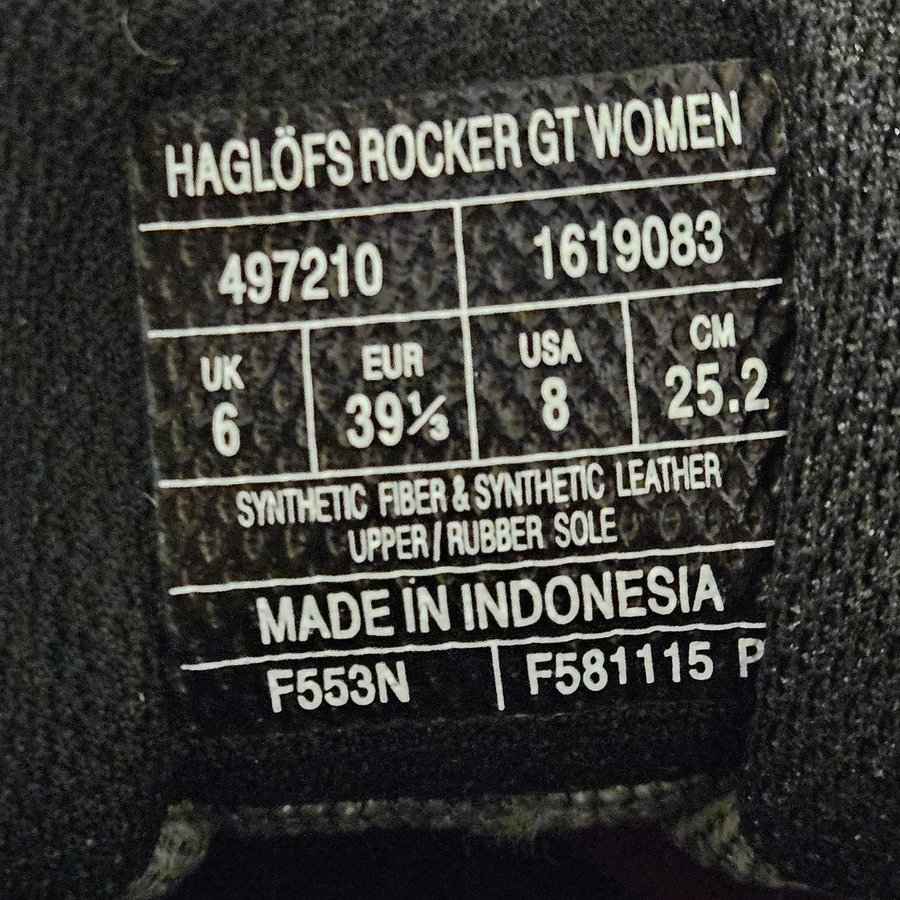 HAGLÖFS ROCKER GT WOMEN
497210 1619083
UK EUR USA CM
6 39⅓ 8 25.2
SYNTHETIC FIBER & SYNTHETIC LEATHER
UPPER / RUBBER SOLE
MADE IN INDONESIA
F553N F581115 P